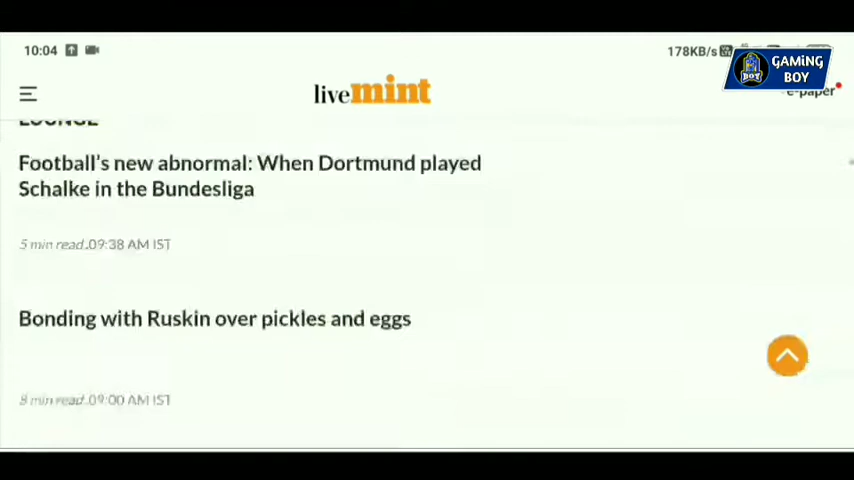 10:04
178KB/s
GAMiNG
BOY
livemint
e-paper
LOUNGE
Football's new abnormal: When Dortmund played
Schalke in the Bundesliga
5 min read.09:38 AM IST
Bonding with Ruskin over pickles and eggs
8 min read.09:00 AM IST